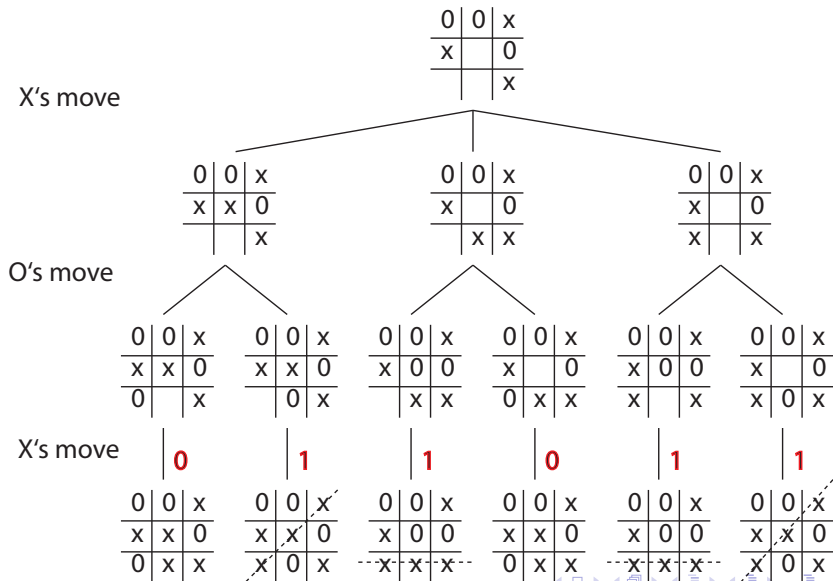 0 0 x
x 0
x
X's move
0 0 x 0 0 x 0 0 x
x x 0 x 0 x 0
x x x x x
O's move
0 0 x 0 0 x 0 0 x 0 0 x 0 0 x 0 0 x
x x 0 x x 0 x 0 0 x 0 x 0 0 x 0
0 x 0 x x x 0 x x x x x 0 x
X's move 0 1 1 0 1 1
0 0 x 0 0 x 0 0 x 0 0 x 0 0 x 0 0 x
x x 0 x x 0 x 0 0 x x 0 x 0 0 x x 0
0 x x x 0 x x x x 0 x x x x x x 0 x